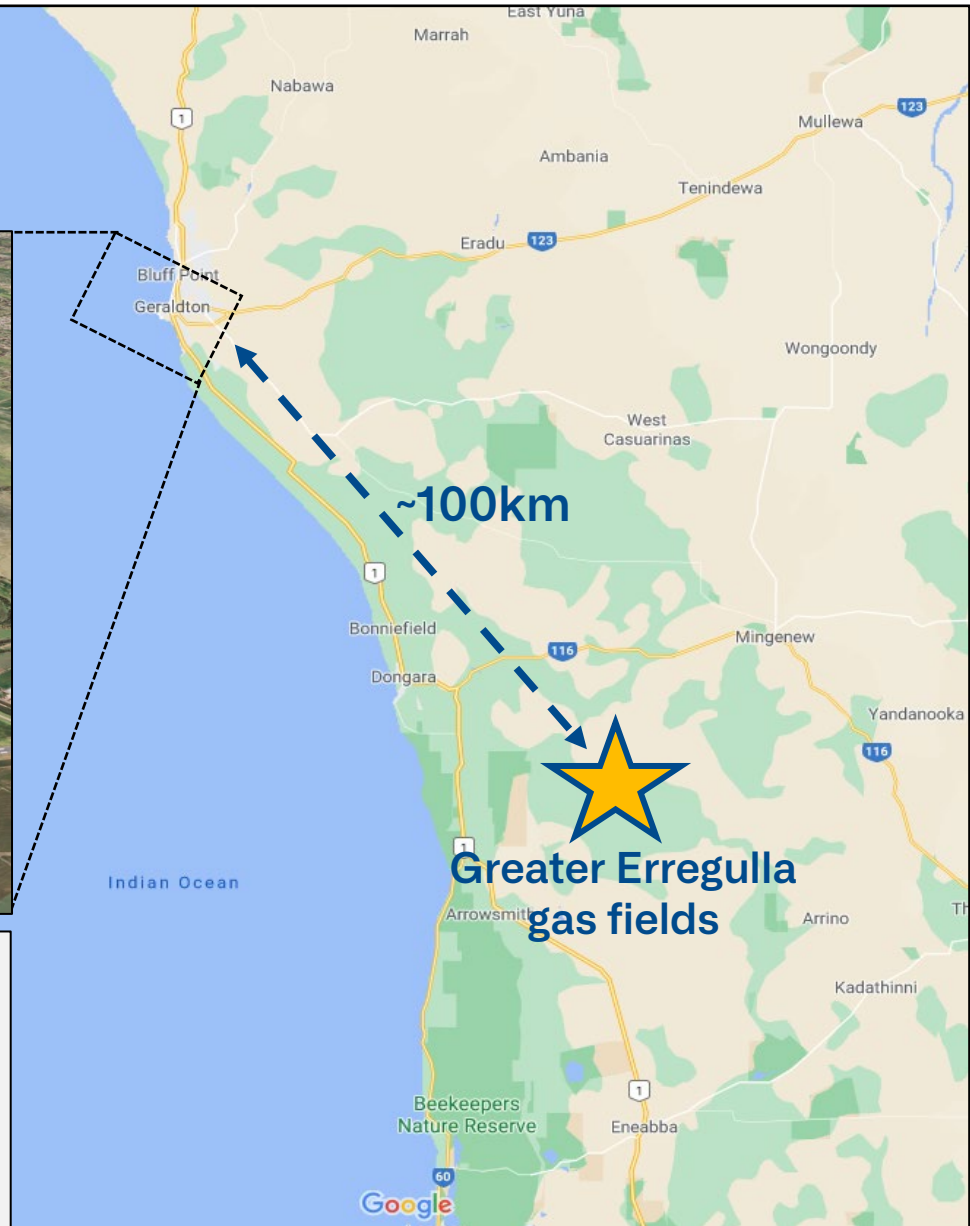 East Yuna
Marrah
Nabawa
1
123
Mullewa
Ambania
Tenindewa
Eradu
123
Bluff Point
Geraldton
Wongoondy
West
Casuarinas
~100km
1
Bonniefield
Mingenew
116
Dongara
Yandanooka
116
1
Greater Erregulla
gas fields
Indian Ocean
Arrowsmith
Arrino
Th
Kadathinni
1
Beekeepers
Nature Reserve
Eneabba
60
Google